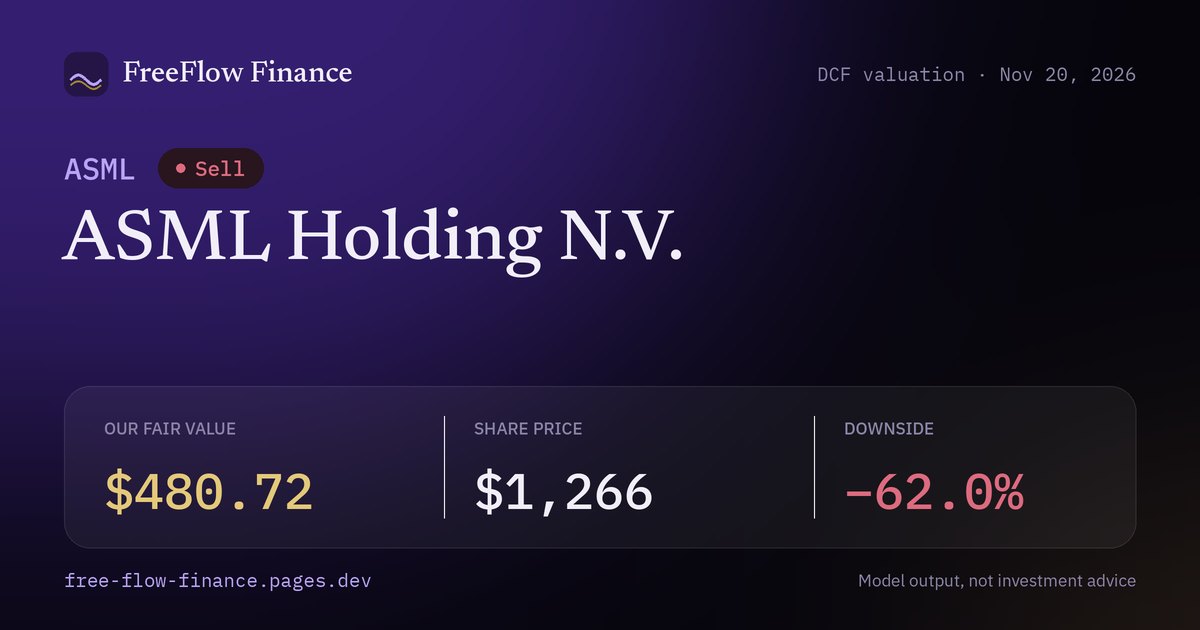 FreeFlow Finance
DCF valuation · Nov 20, 2026
ASML
Sell
ASML Holding N.V.
OUR FAIR VALUE
$480.72
SHARE PRICE
$1,266
DOWNSIDE
−62.0%
free-flow-finance.pages.dev
Model output, not investment advice